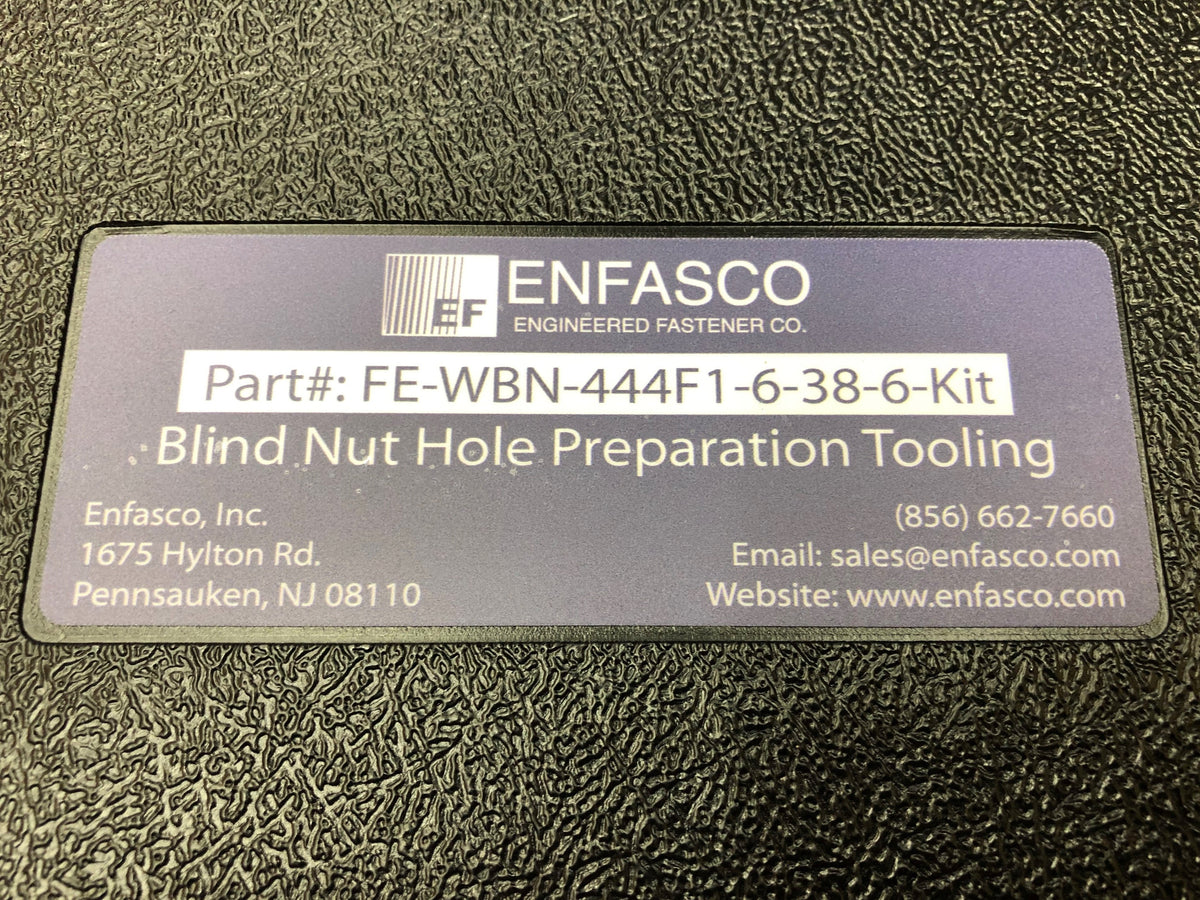 EF ENFASCO
ENGINEERED FASTENER CO.
Part#: FE-WBN-444F1-6-38-6-Kit
Blind Nut Hole Preparation Tooling
Enfasco, Inc.
1675 Hylton Rd.
Pennsauken, NJ 08110
(856) 662-7660
Email: sales@enfasco.com
Website: www.enfasco.com